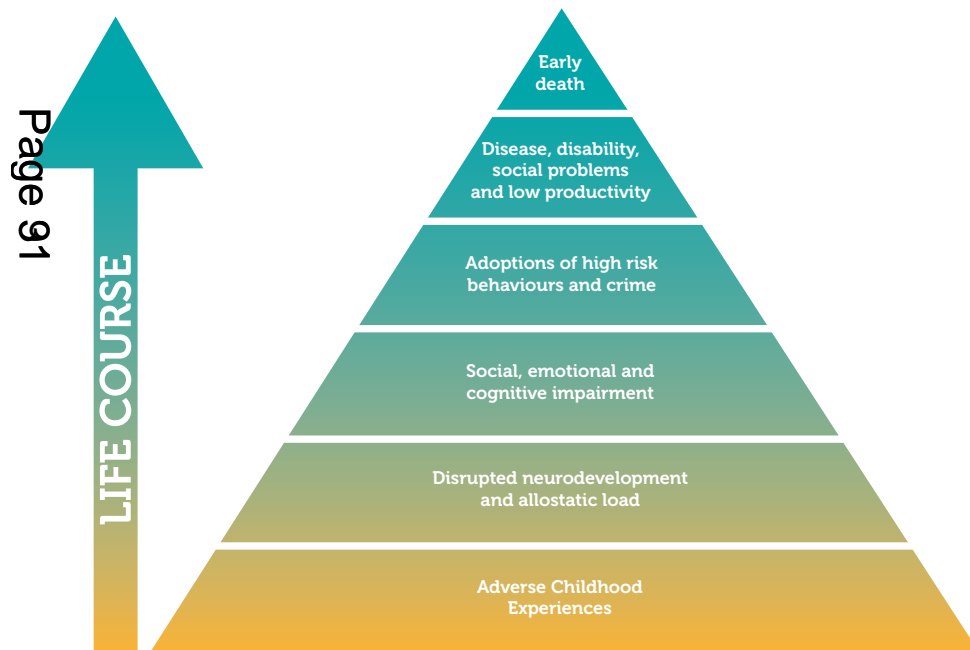 Page 91
LIFE COURSE
Early
death
Disease, disability,
social problems
and low productivity
Adoptions of high risk
behaviours and crime
Social, emotional and
cognitive impairment
Disrupted neurodevelopment
and allostatic load
Adverse Childhood
Experiences